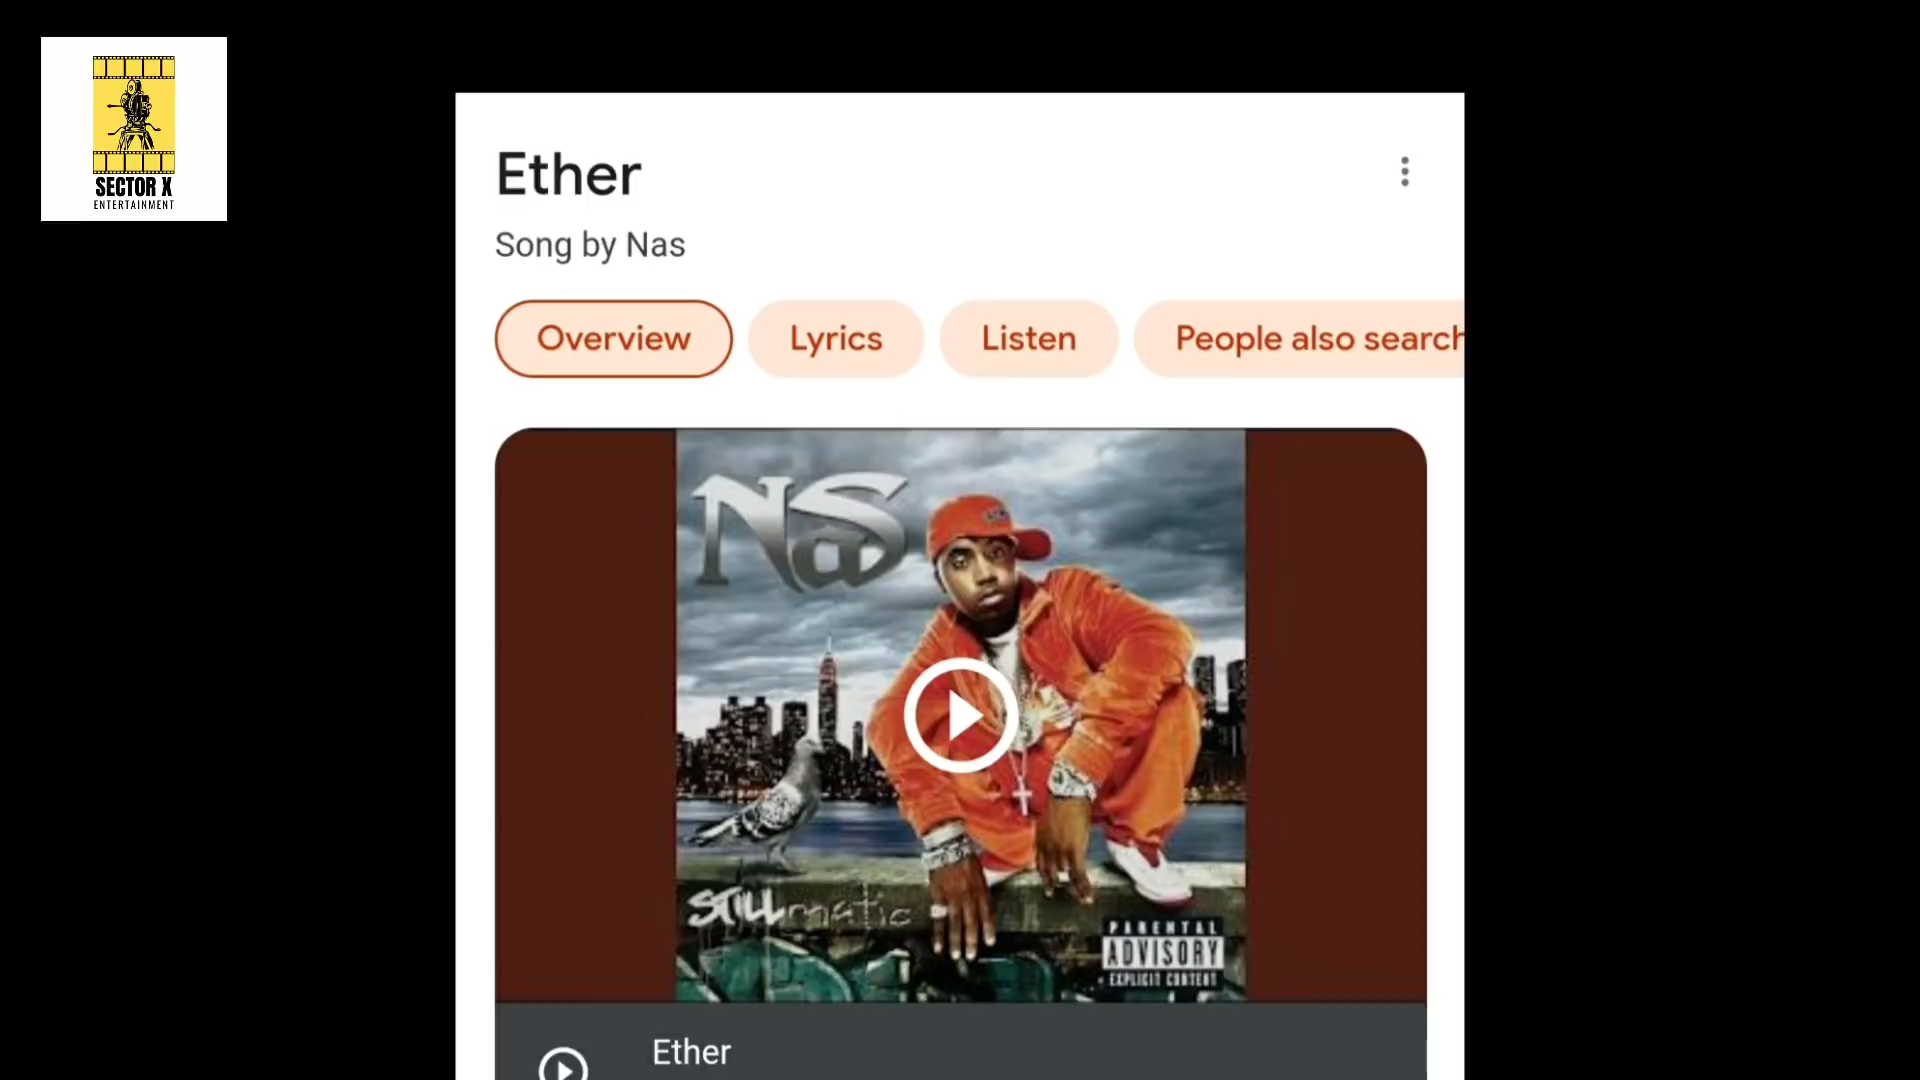 SECTOR X
ENTERTAINMENT
Ether
Song by Nas
Overview
Lyrics
Listen
People also search
Nas
STILLmatic
PARENTAL
ADVISORY
EXPLICIT CONTENT
Ether